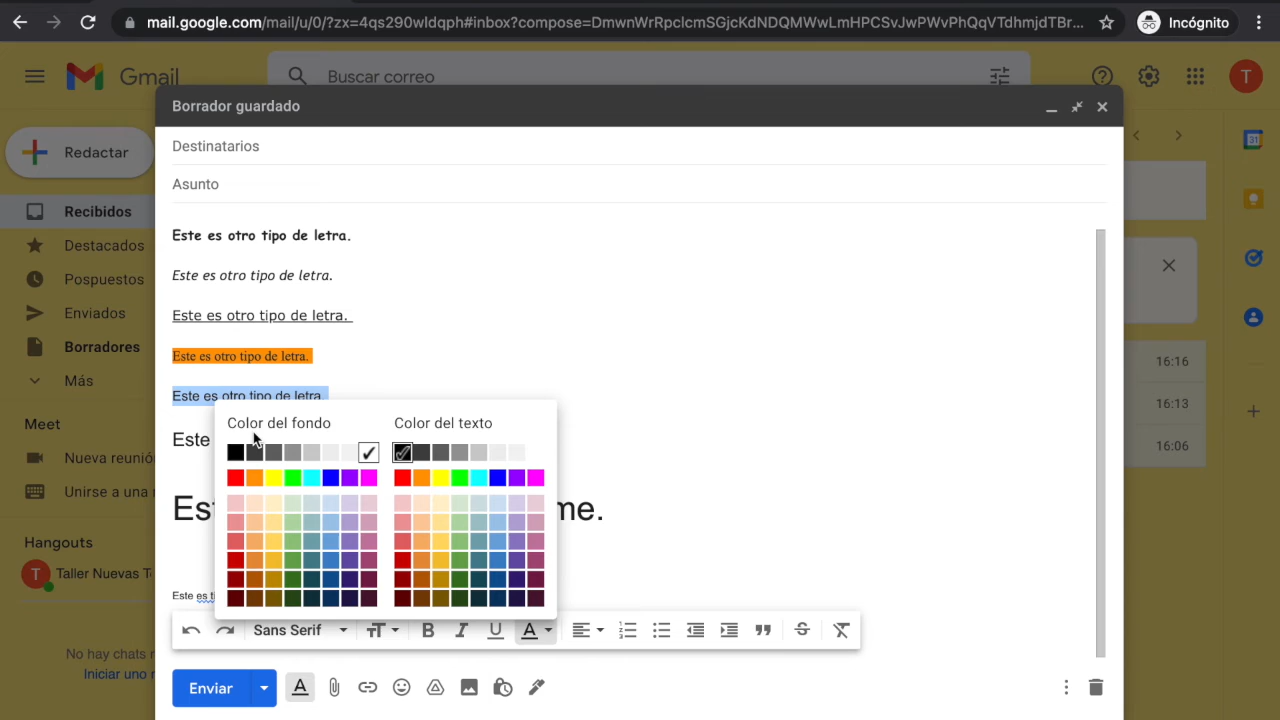 mail.google.com/mail/u/0/?zx=4qs290wldqph#inbox?compose=DmwnWrRpclcmSGjcKdNDQMWwLmHPCSvJwPWvPhQqVTdhmjdTBr...
Incógnito
Gmail
Buscar correo
T
Borrador guardado
Redactar
Destinatarios
Asunto
Recibidos
Destacados
Pospuestos
Enviados
Borradores
Más
Este es otro tipo de letra.
Este es otro tipo de letra.
Este es otro tipo de letra.
Este es otro tipo de letra.
Este es otro tipo de letra.
Este
me.
Este es
16:16
16:13
16:06
Color del fondo
Color del texto
Meet
Nueva reunión
Unirse a una
Hangouts
T
Taller Nuevas
No hay chats
Iniciar uno
Sans Serif
Enviar
31